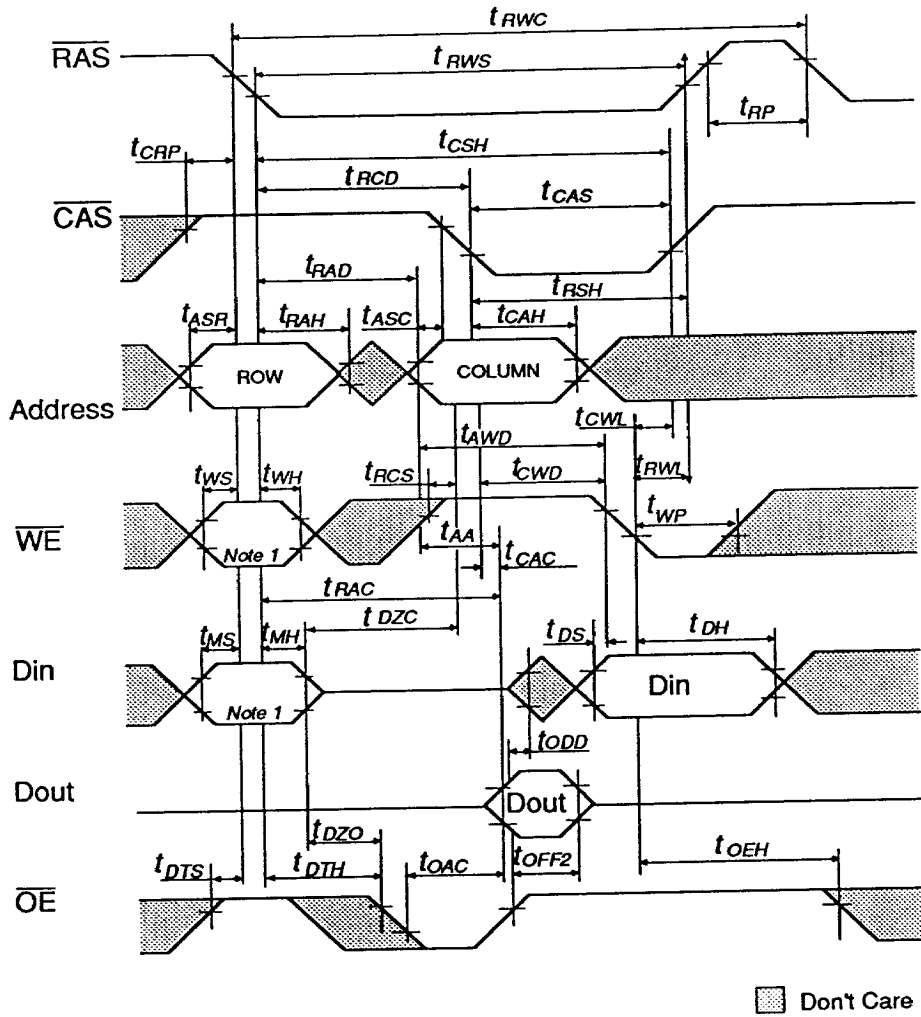 tRWC
RAS
tRWS
tRP
tCRP
tCSH
tRCD
tCAS
CAS
tRAD
tRSH
tASR
tRAH
tASC
tCAH
ROW
COLUMN
Address
tCWL
tAWD
tRCS
tCWD
tRWL
tWS
tWH
tWP
WE
Note 1
tAA
tCAC
tRAC
tDZC
tMS
tMH
tDS
tDH
Din
Note 1
Din
tODD
Dout
Dout
tDZO
tDTS
tDTH
tOAC
tOFF2
tOEH
OE
Don't Care